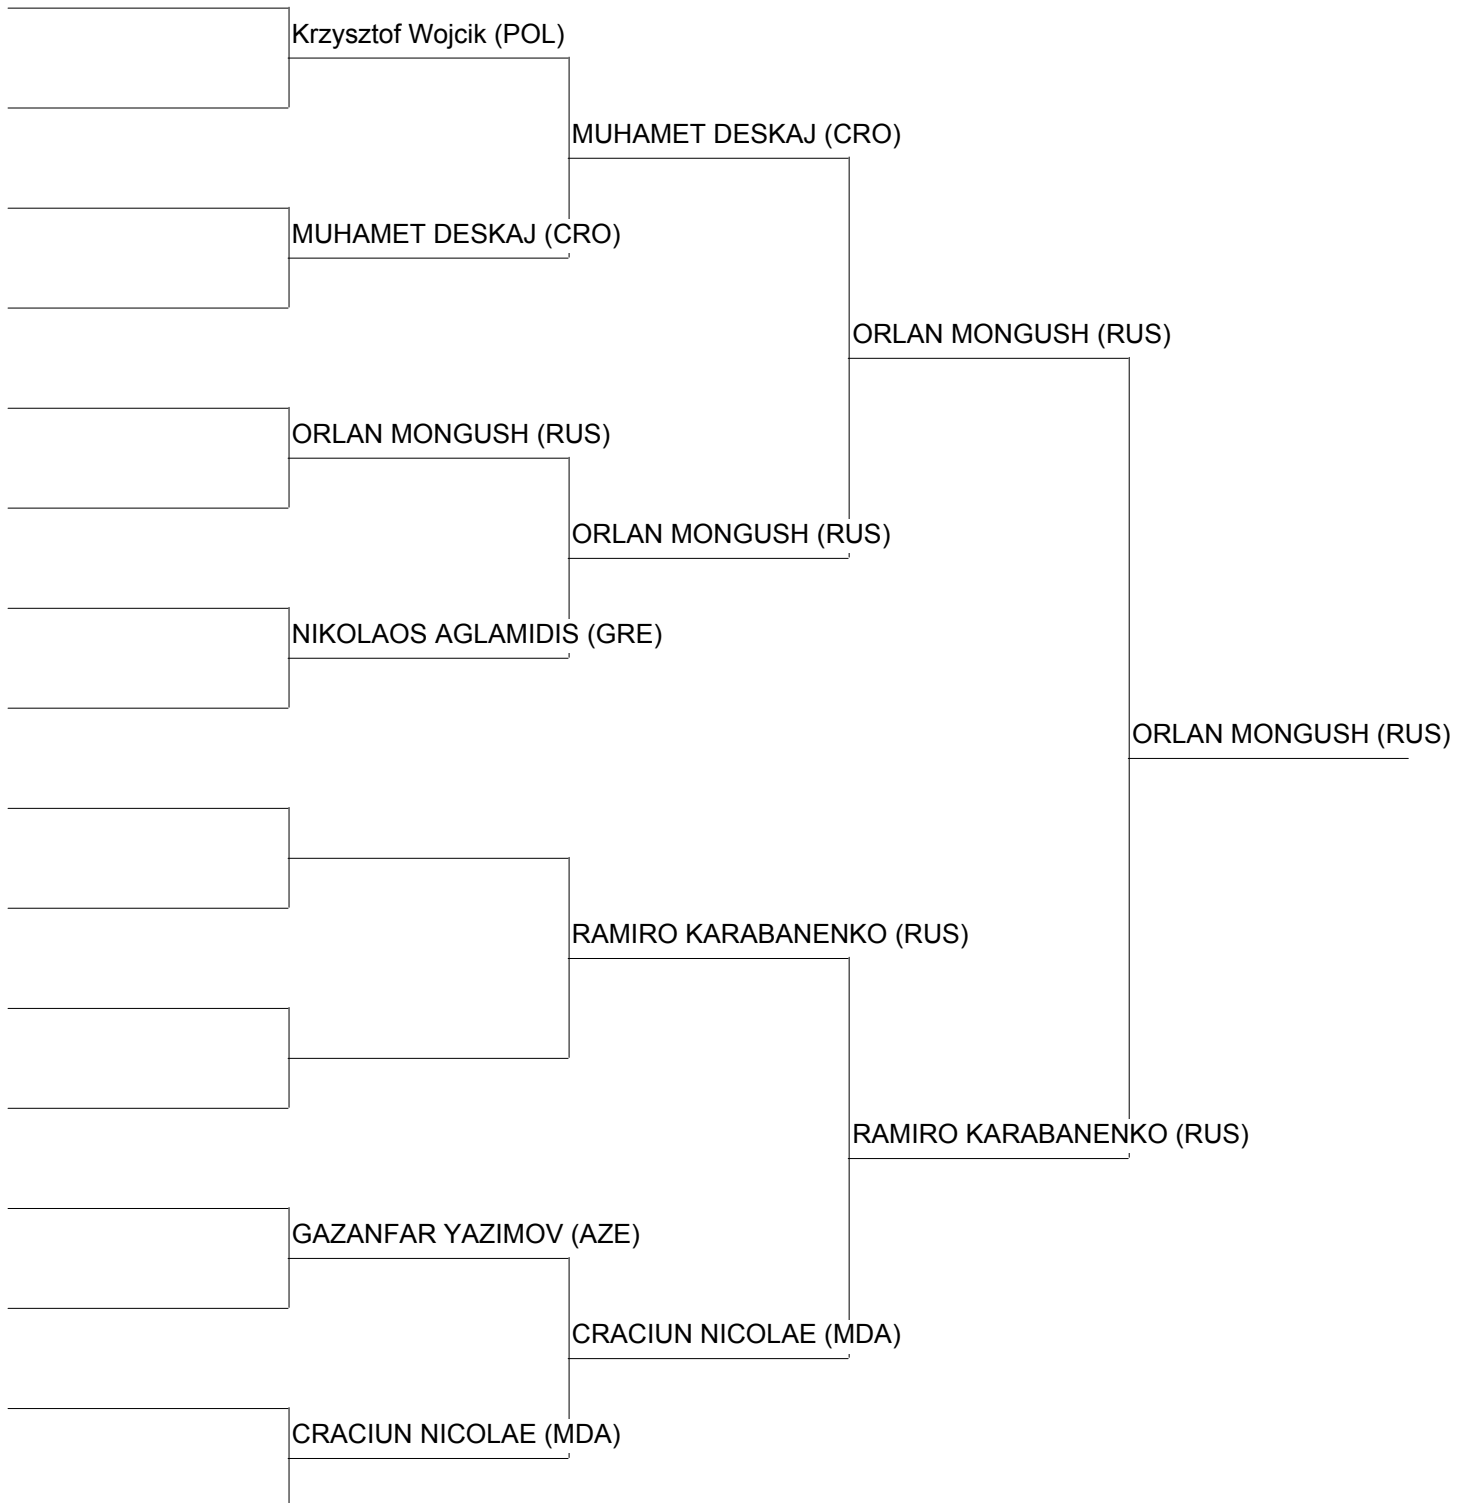 Krzysztof Wojcik (POL)
MUHAMET DESKAJ (CRO)
MUHAMET DESKAJ (CRO)
ORLAN MONGUSH (RUS)
ORLAN MONGUSH (RUS)
ORLAN MONGUSH (RUS)
NIKOLAOS AGLAMIDIS (GRE)
ORLAN MONGUSH (RUS)
RAMIRO KARABANENKO (RUS)
RAMIRO KARABANENKO (RUS)
GAZANFAR YAZIMOV (AZE)
CRACIUN NICOLAE (MDA)
CRACIUN NICOLAE (MDA)